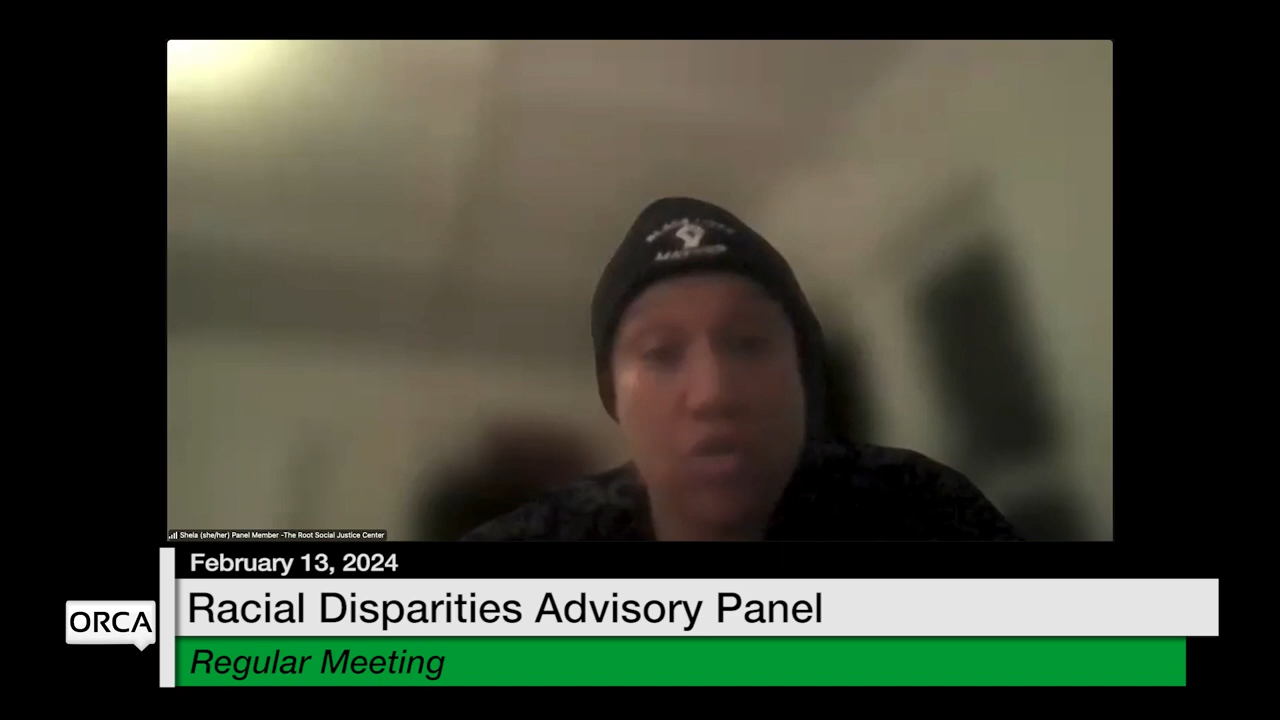 MATTER
Shela (she/her) Panel Member -The Root Social Justice Center
February 13, 2024
ORCA
Racial Disparities Advisory Panel
Regular Meeting